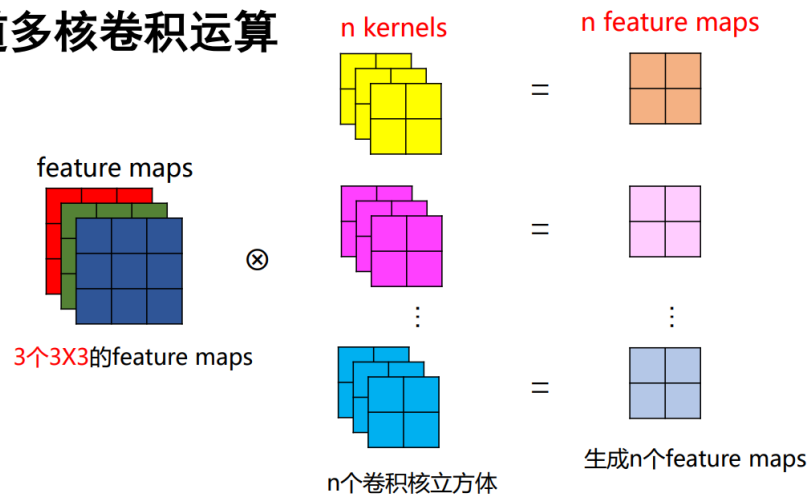 道多核卷积运算
n kernels
n feature maps
=
feature maps
⊗
=
⋮
⋮
3个3X3的feature maps
=
n个卷积核立方体
生成n个feature maps